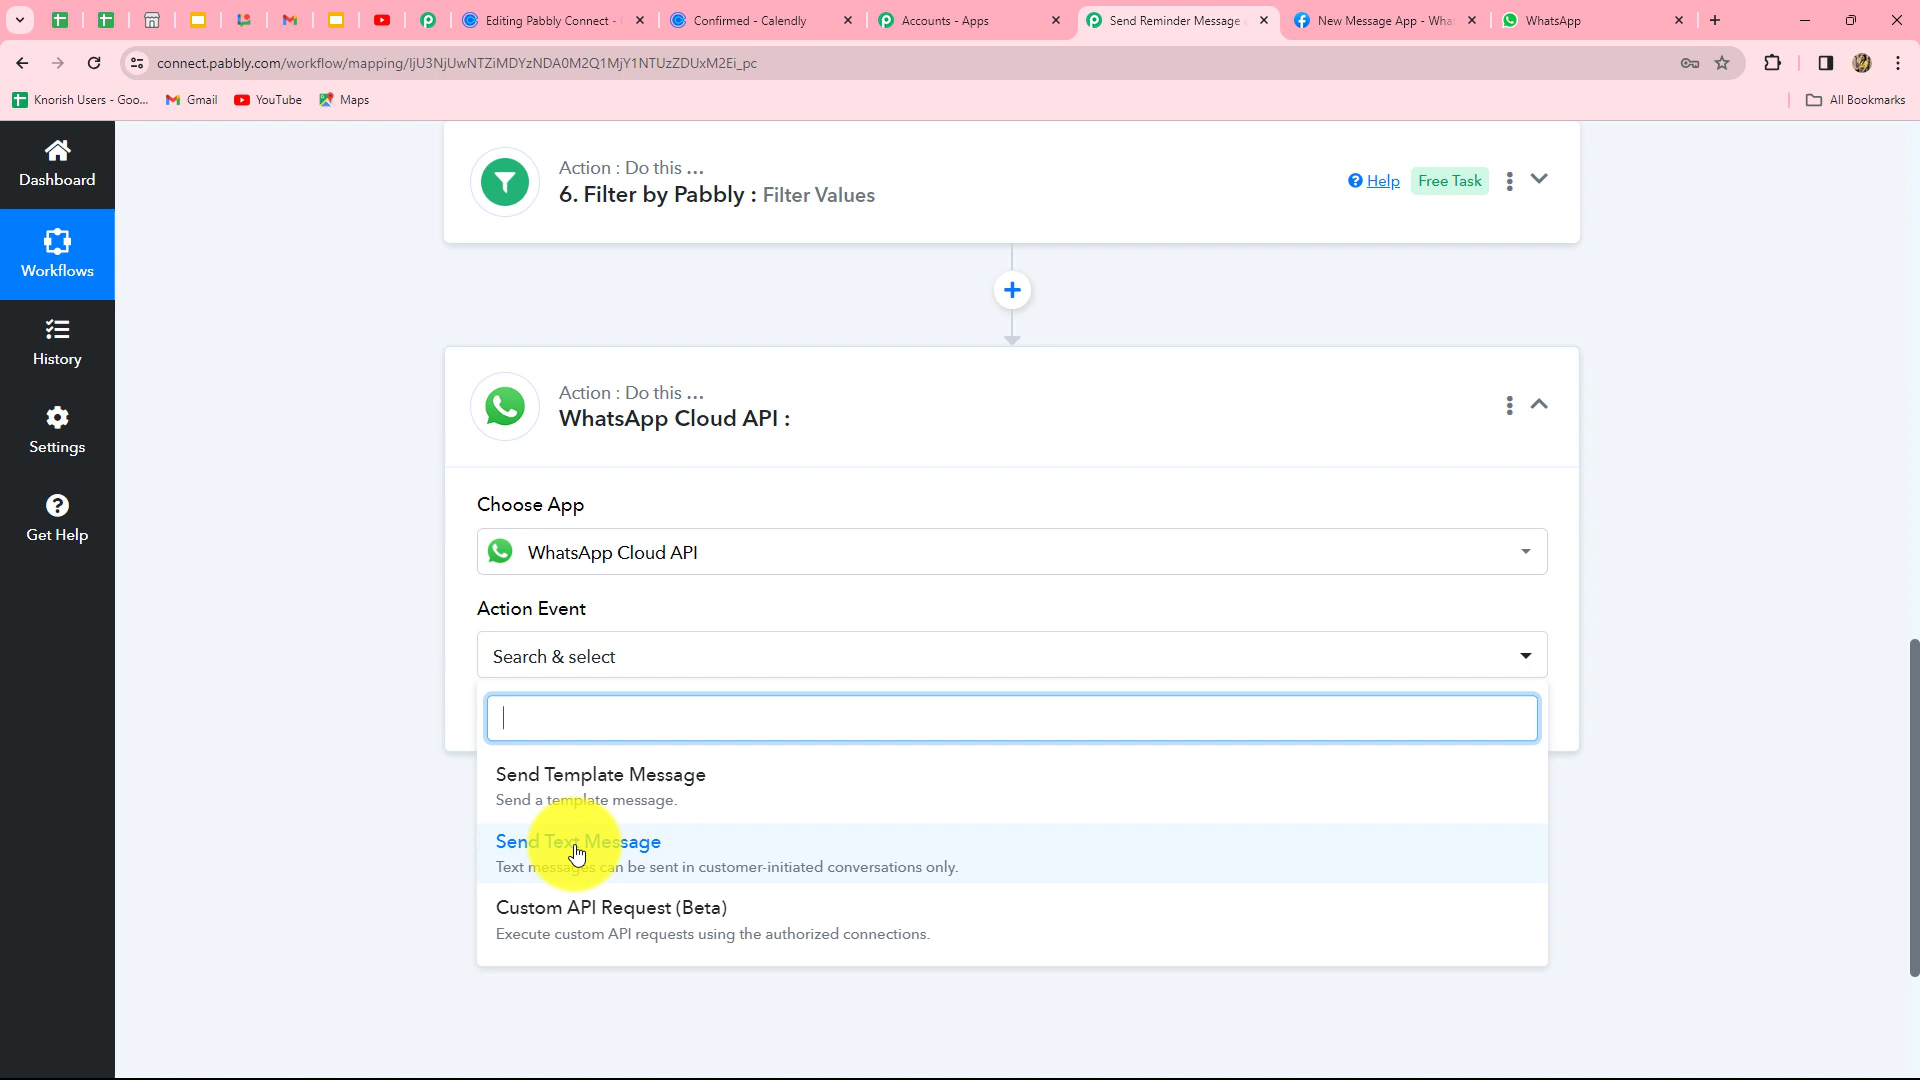 Editing Pabbly Connect -
Confirmed - Calendly
Accounts - Apps
Send Reminder Message
New Message App - Wha
WhatsApp
connect.pabbly.com/workflow/mapping/IjU3NjUwNTZiMDYzNDA0M2Q1MjY1NTUzZDUxM2Ei_pc
Knorish Users - Goo...
Gmail
YouTube
Maps
All Bookmarks
Dashboard
Workflows
History
Settings
Get Help
Action : Do this ...
6. Filter by Pabbly : Filter Values
Help
Free Task
Action : Do this ...
WhatsApp Cloud API :
Choose App
WhatsApp Cloud API
Action Event
Search & select
Send Template Message
Send a template message.
Send Text Message
Text messages can be sent in customer-initiated conversations only.
Custom API Request (Beta)
Execute custom API requests using the authorized connections.